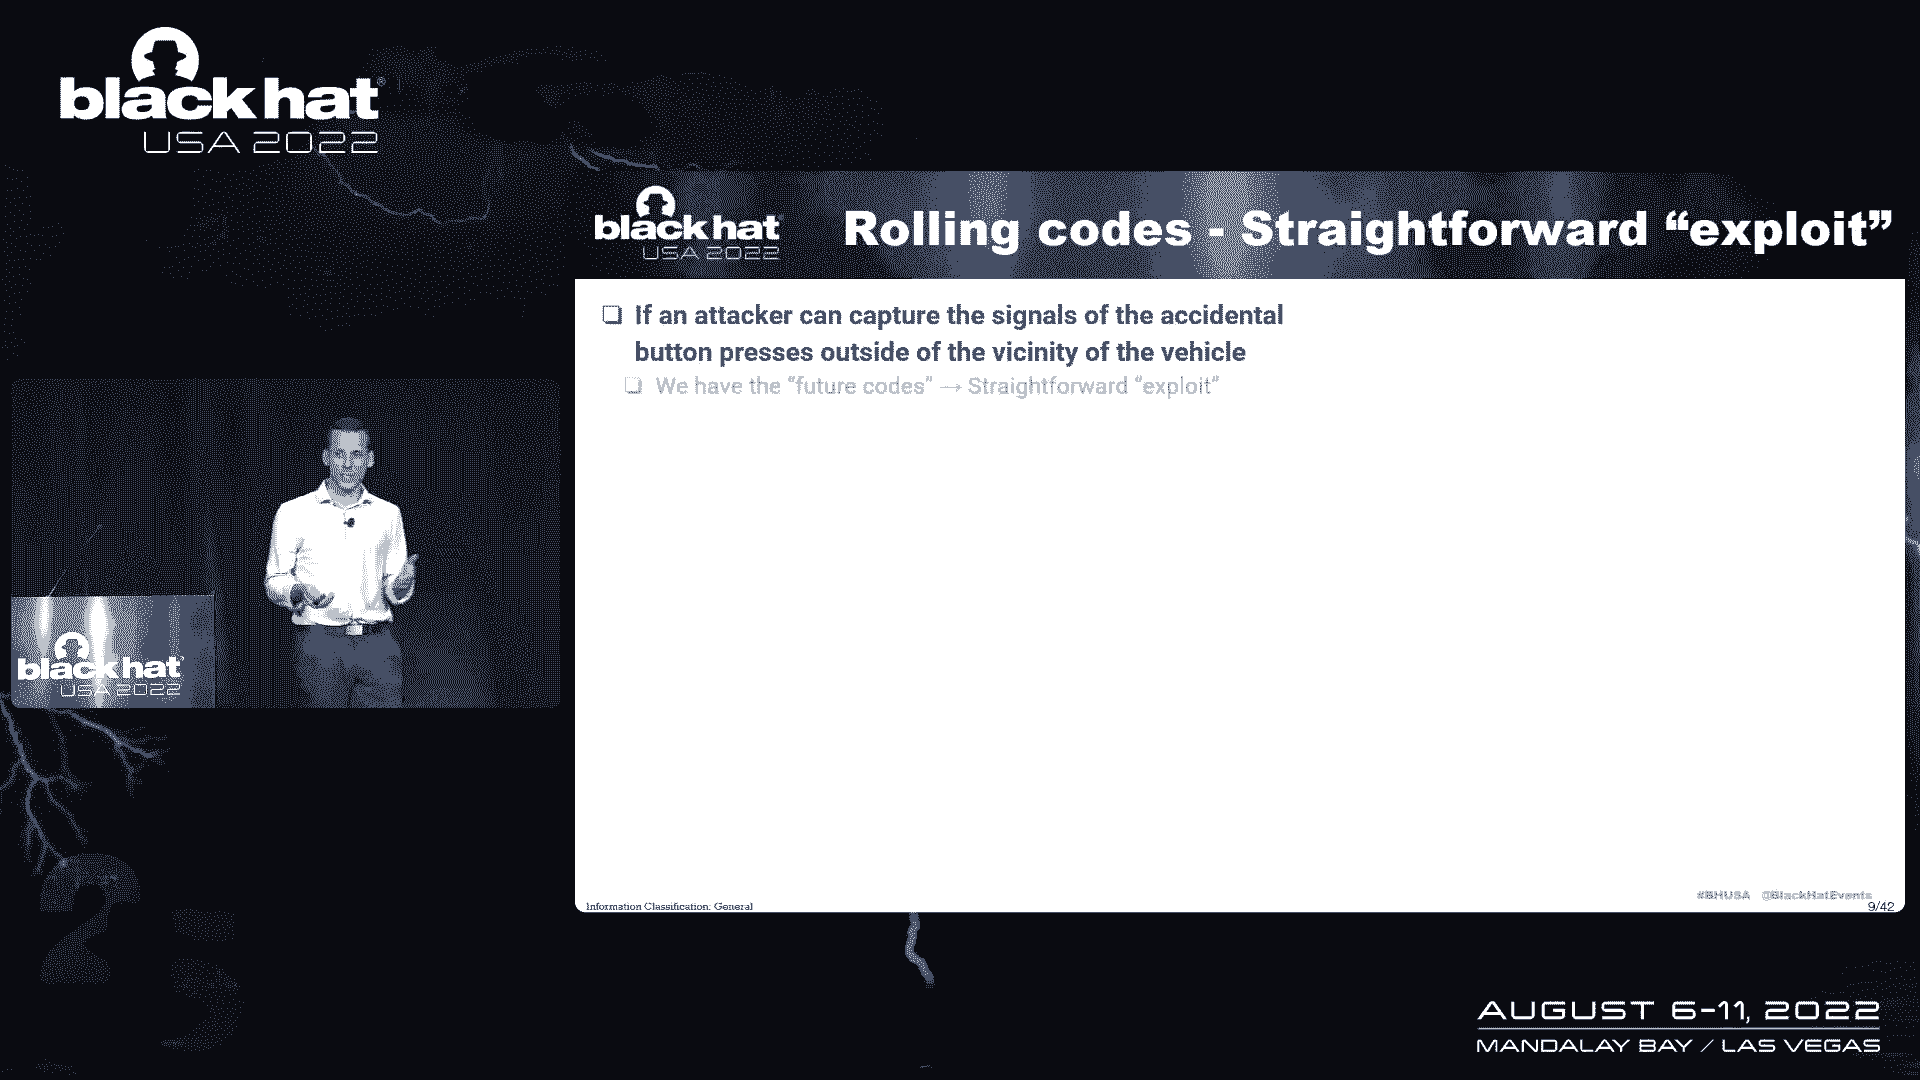 black hat
USA 2022
black hat
USA 2022
Rolling codes - Straightforward “exploit”
If an attacker can capture the signals of the accidental
button presses outside of the vicinity of the vehicle
We have the “future codes” → Straightforward “exploit”
black hat
USA 2022
#BHUSA @BlackHatEvents
Information Classification: General
9/42
AUGUST 6-11, 2022
MANDALAY BAY / LAS VEGAS
25